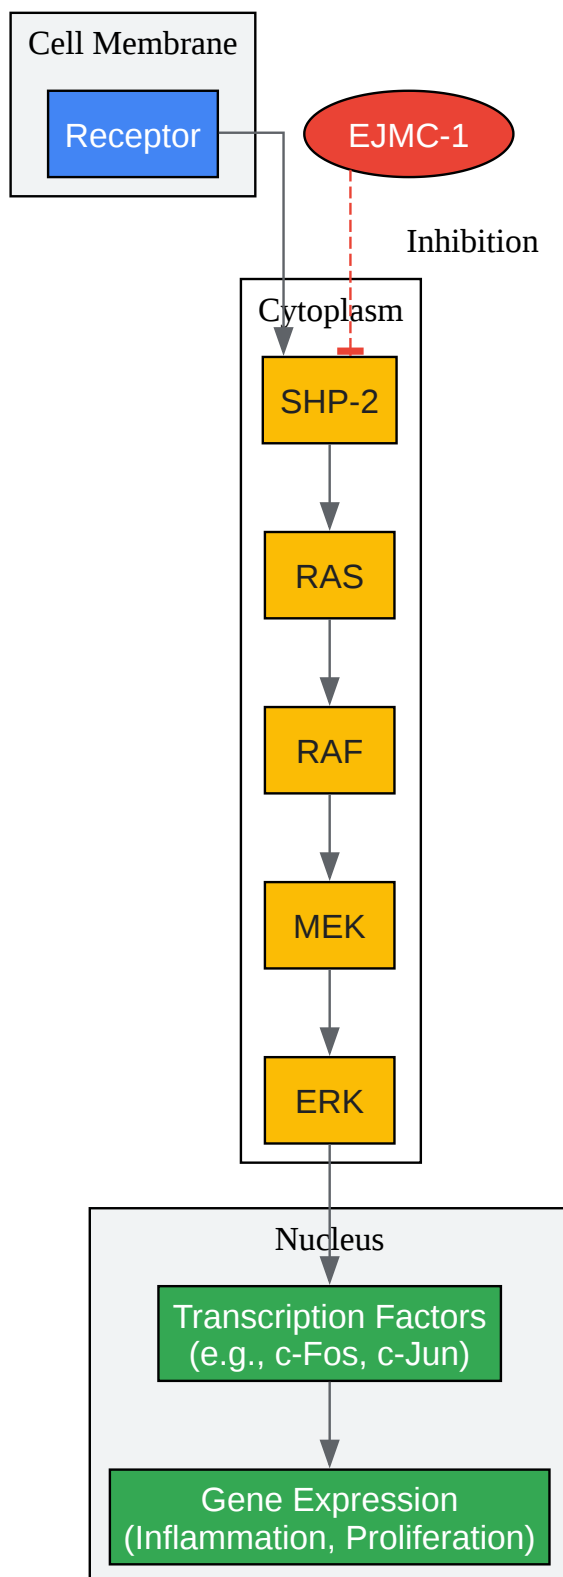 Cell Membrane
Receptor
EJMC-1
Inhibition
Cytoplasm
SHP-2
RAS
RAF
MEK
ERK
Nucleus
Transcription Factors
(e.g., c-Fos, c-Jun)
Gene Expression
(Inflammation, Proliferation)